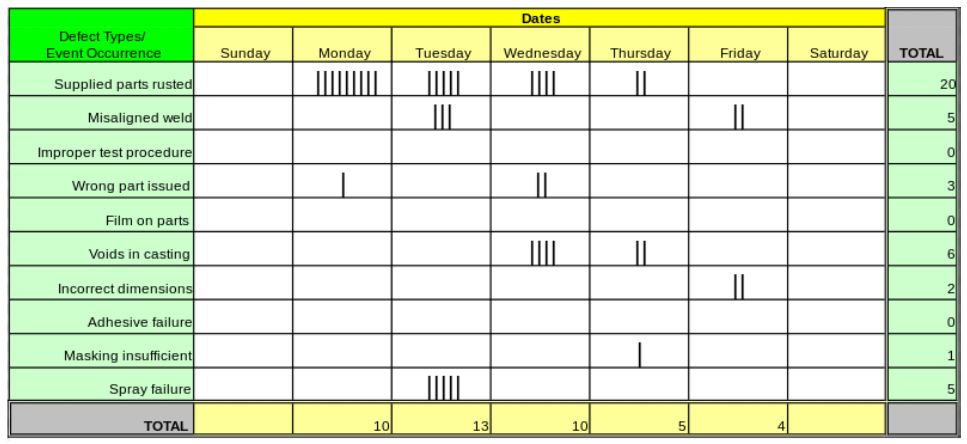 Dates
Defect Types/
Event Occurrence Sunday Monday Tuesday Wednesday Thursday Friday Saturday TOTAL
Supplied parts rusted ||||||||| ||||| |||| || 20
Misaligned weld ||| || 5
Improper test procedure 0
Wrong part issued | || 3
Film on parts 0
Voids in casting |||| || 6
Incorrect dimensions || 2
Adhesive failure 0
Masking insufficient | 1
Spray failure ||||| 5
TOTAL 10 13 10 5 4